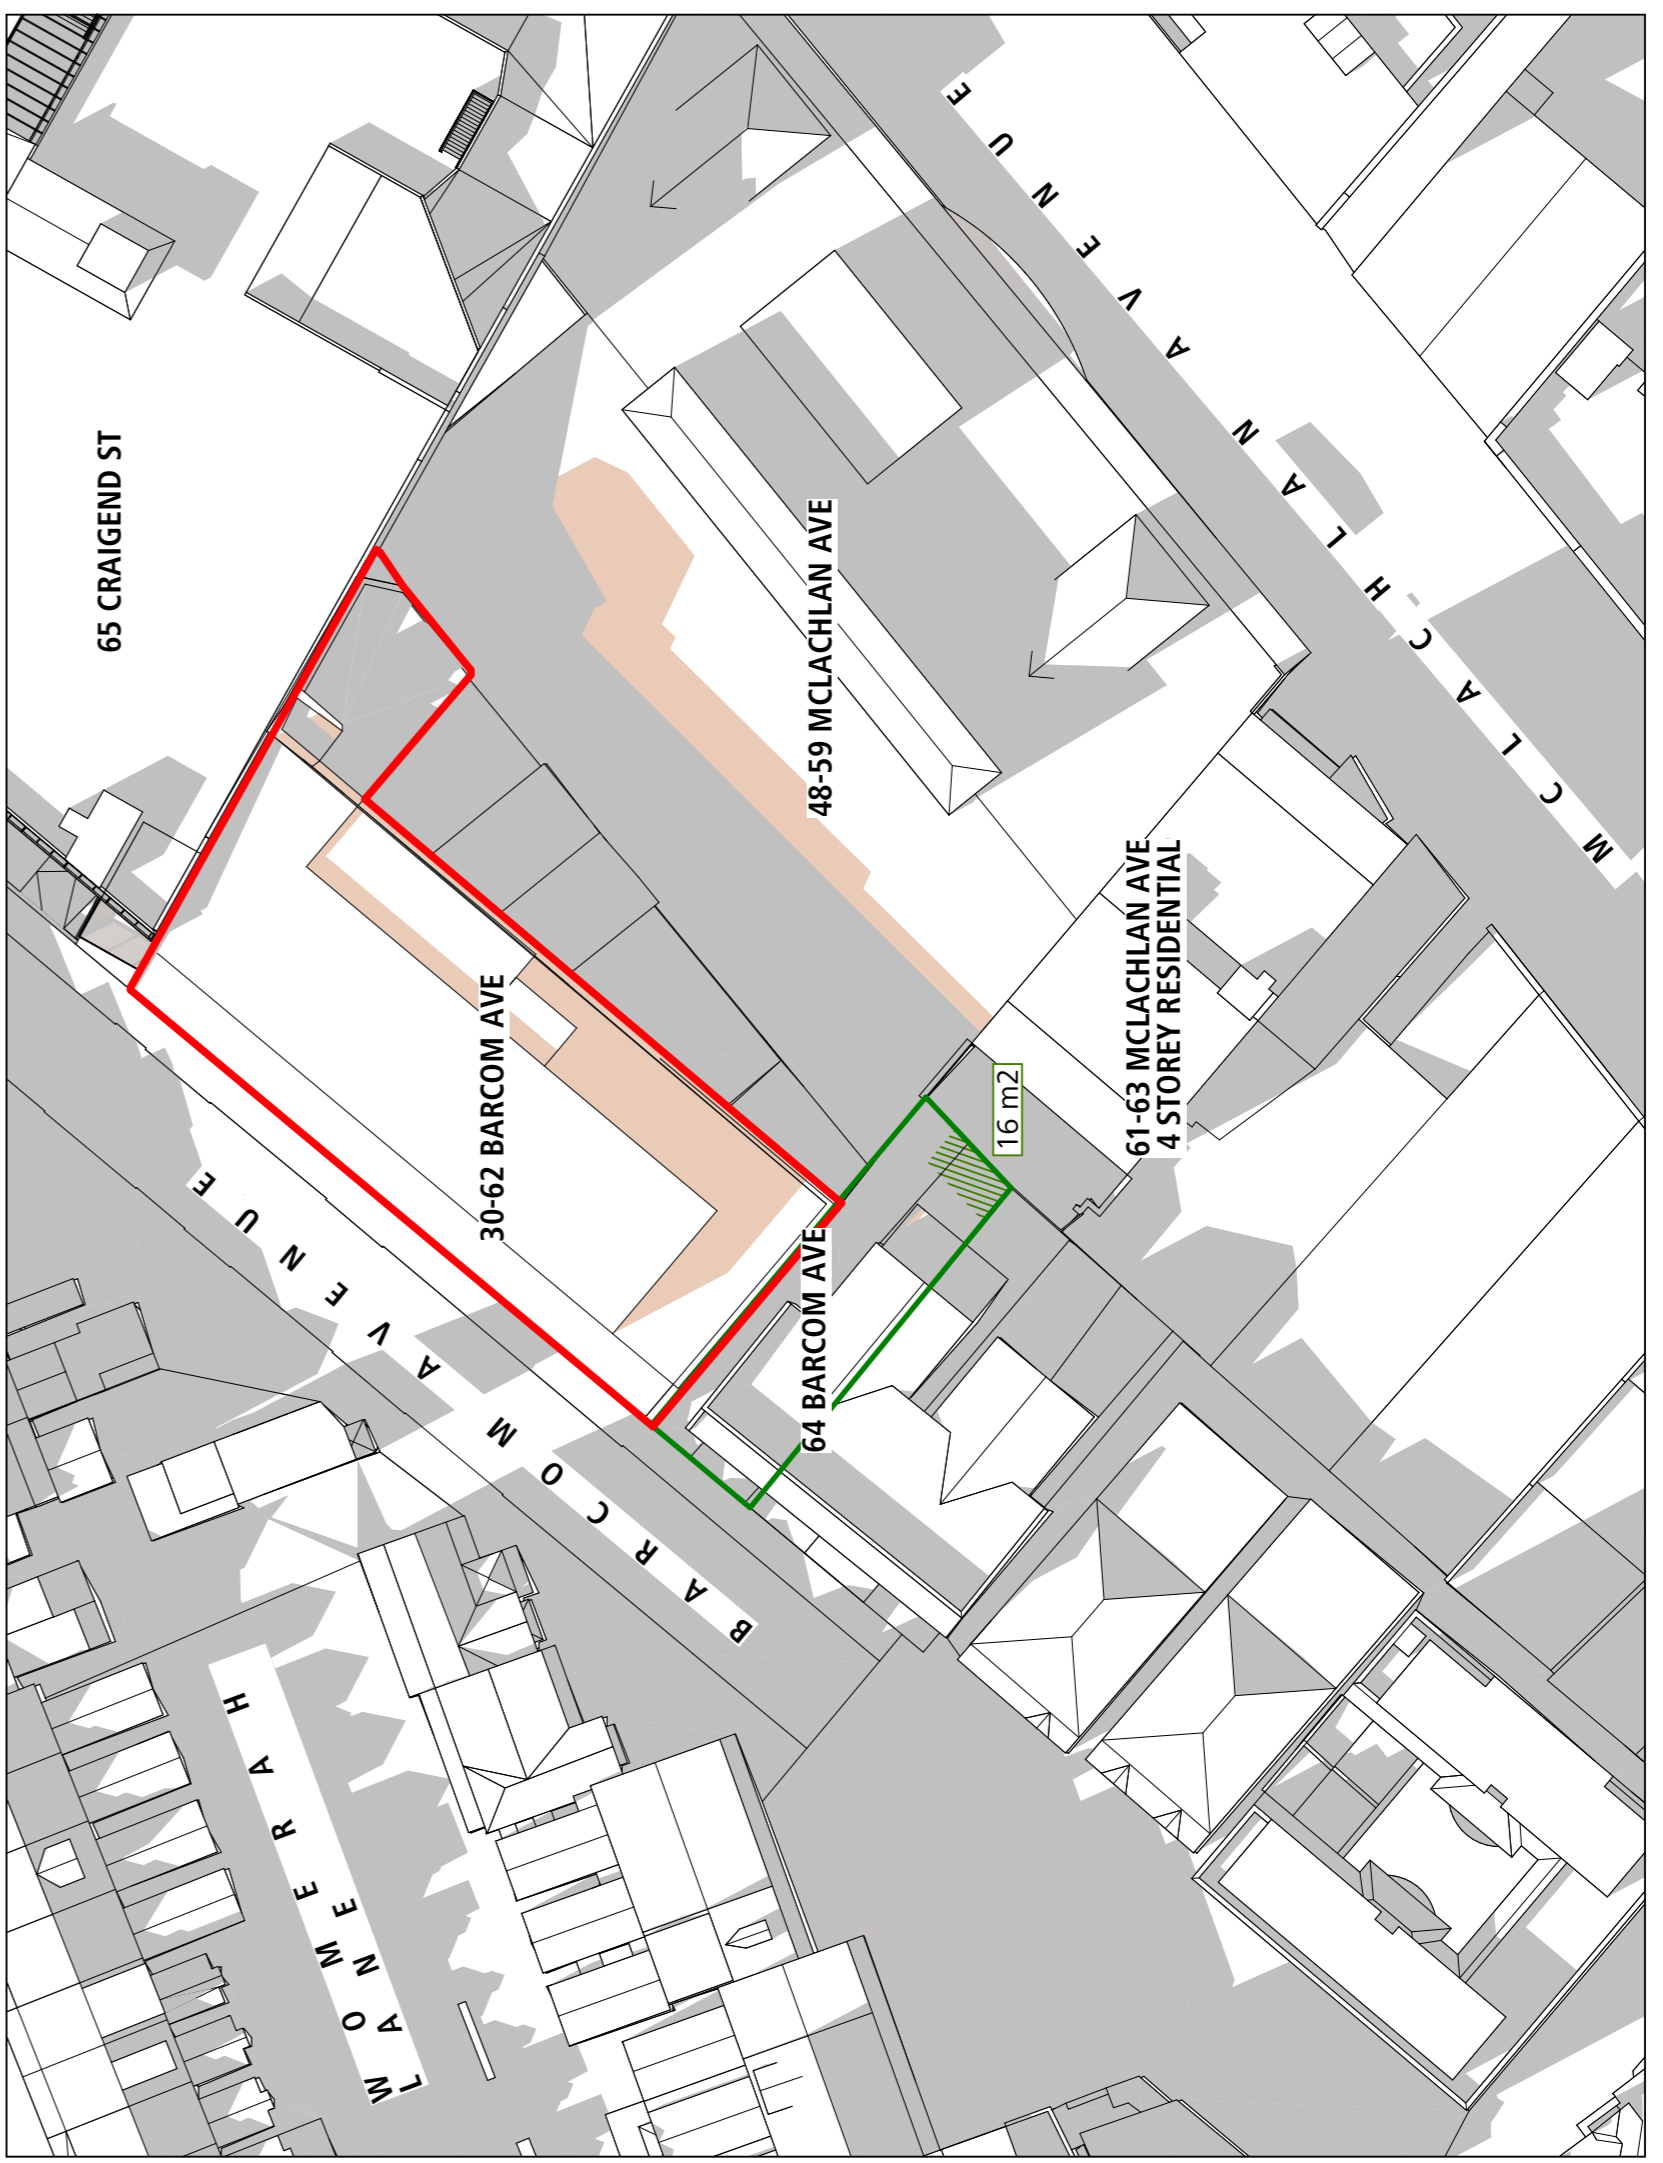 65 CRAIGEND ST
MCLACHLAN AVENUE
48-59 MCLACHLAN AVE
30-62 BARCOM AVE
BARCOM AVENUE
16 m2
61-63 MCLACHLAN AVE
4 STOREY RESIDENTIAL
64 BARCOM AVE
WOMERAH
LANE